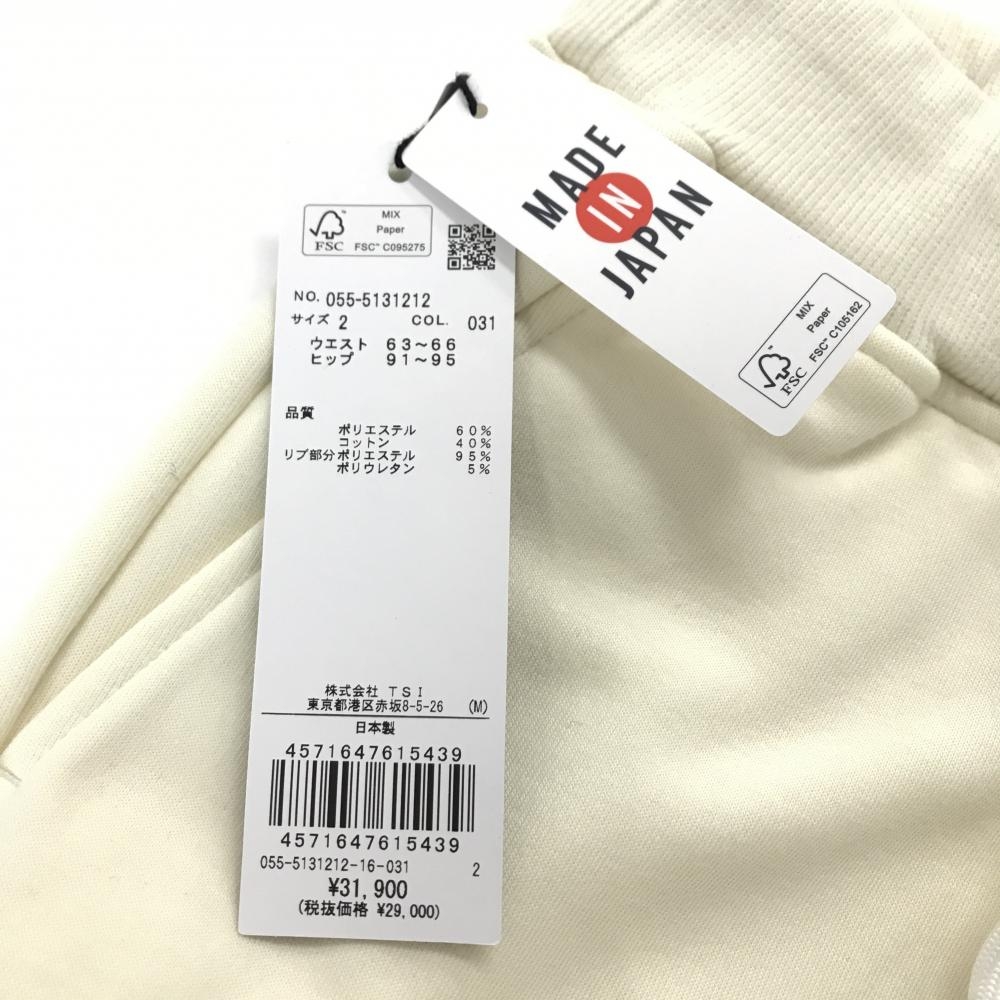 MADE
IN
JAPAN
MIX
Paper
FSC™ C105162
FSC
MIX
Paper
FSC™ C095275
FSC
NO. 055-5131212
サイズ 2 COL. 031
ウエスト 63～66
ヒップ 91～95
品質
ポリエステル 60%
コットン 40%
リブ部分ポリエステル 95%
ポリウレタン 5%
株式会社 TSI
東京都港区赤坂8-5-26 (M)
日本製
4571647615439
4571647615439
055-5131212-16-031 2
¥31,900
(税抜価格 ¥29,000)